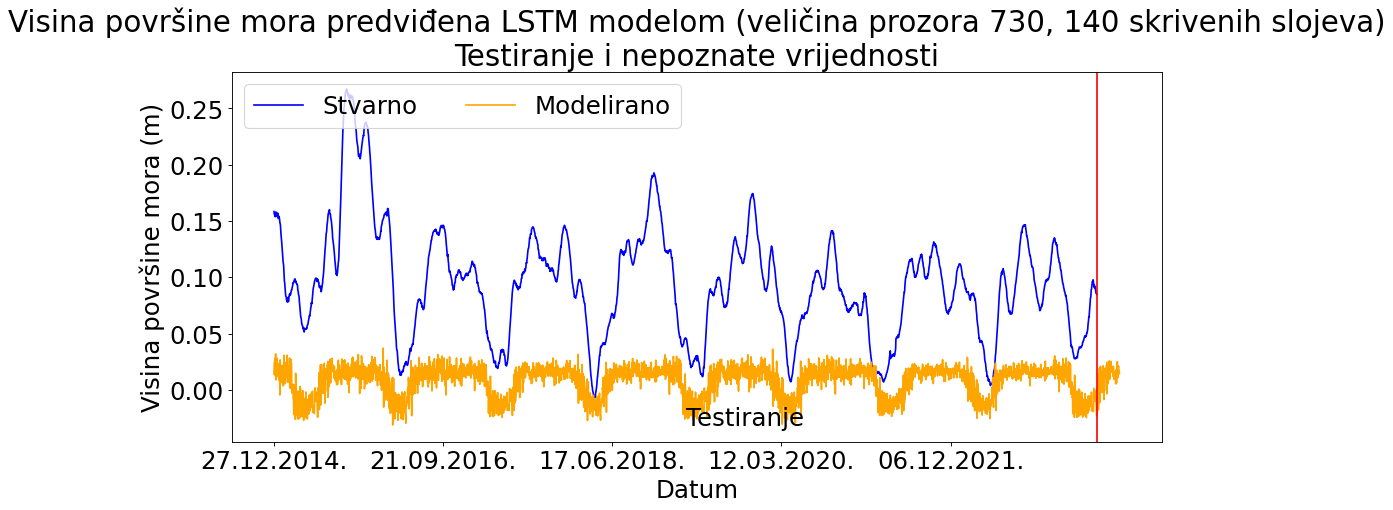 Visina površine mora predviđena LSTM modelom (veličina prozora 730, 140 skrivenih slojeva)
Testiranje i nepoznate vrijednosti
Stvarno Modelirano
Visina površine mora (m)
0.25
0.20
0.15
0.10
0.05
0.00
Testiranje
27.12.2014. 21.09.2016. 17.06.2018. 12.03.2020. 06.12.2021.
Datum